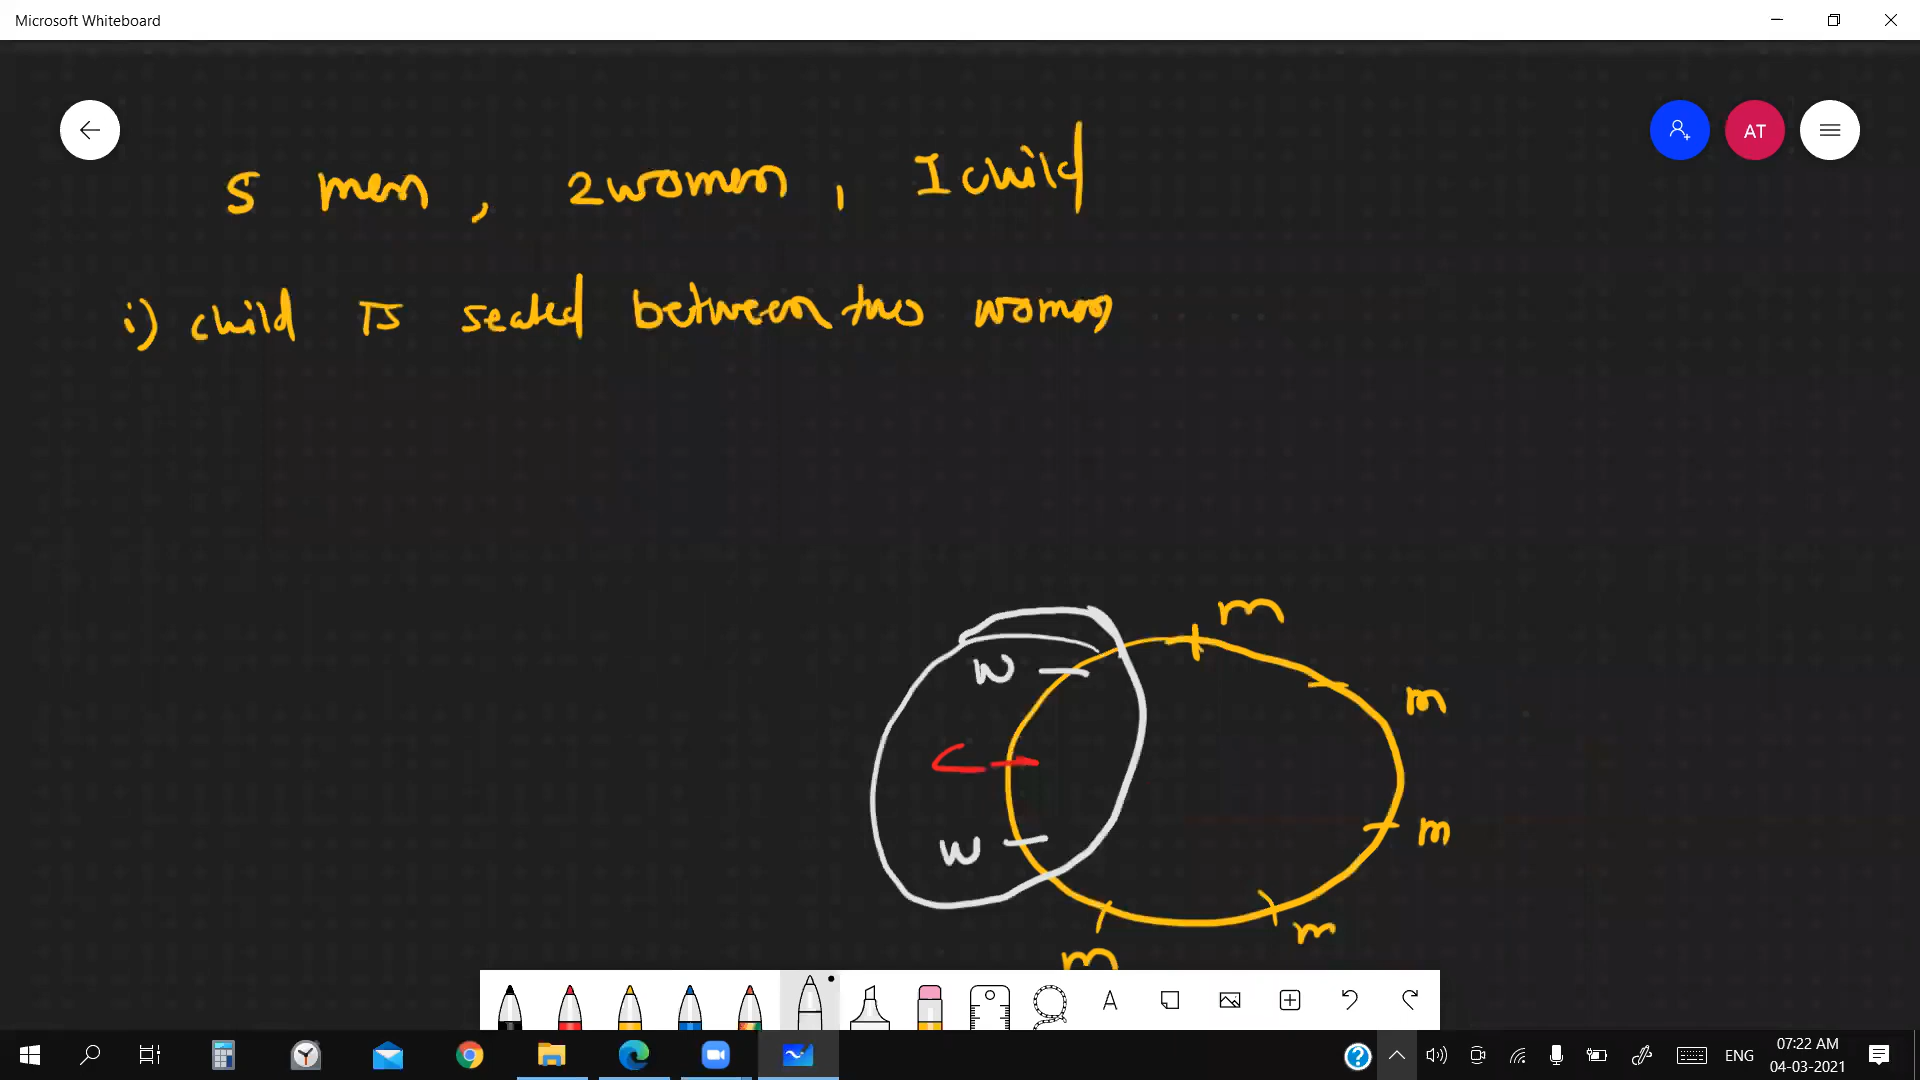 Microsoft Whiteboard
AT
5 men, 2 women, 1 child
i) child is seated between two women
m
W
m
C
m
W
m
m
A
ENG
07:22 AM
04-03-2021